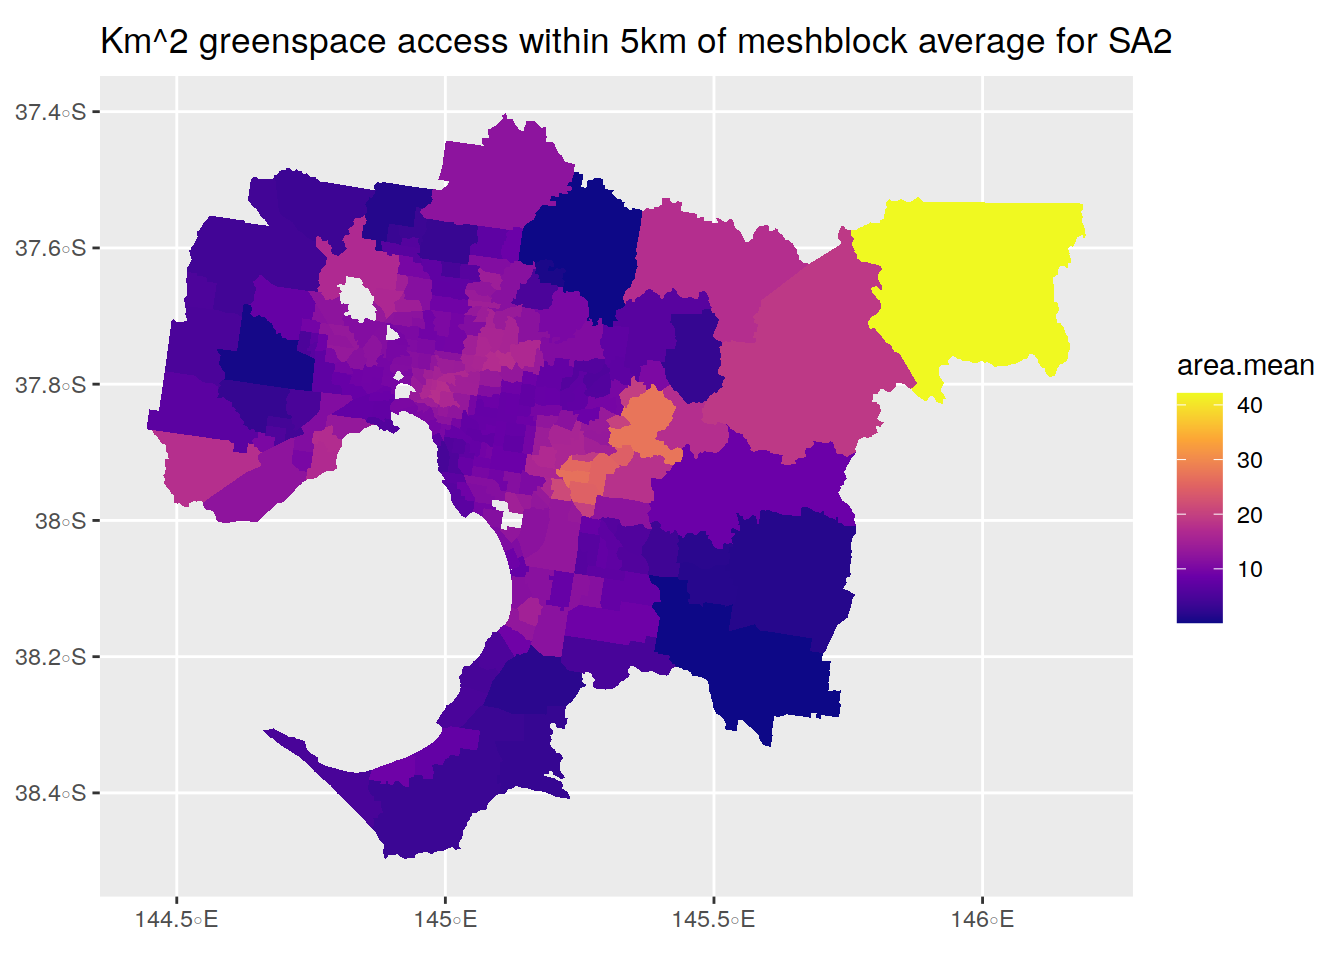 Km^2 greenspace access within 5km of meshblock average for SA2
37.4°S
37.6°S
37.8°S
38°S
38.2°S
38.4°S
144.5°E
145°E
145.5°E
146°E
area.mean
40
30
20
10